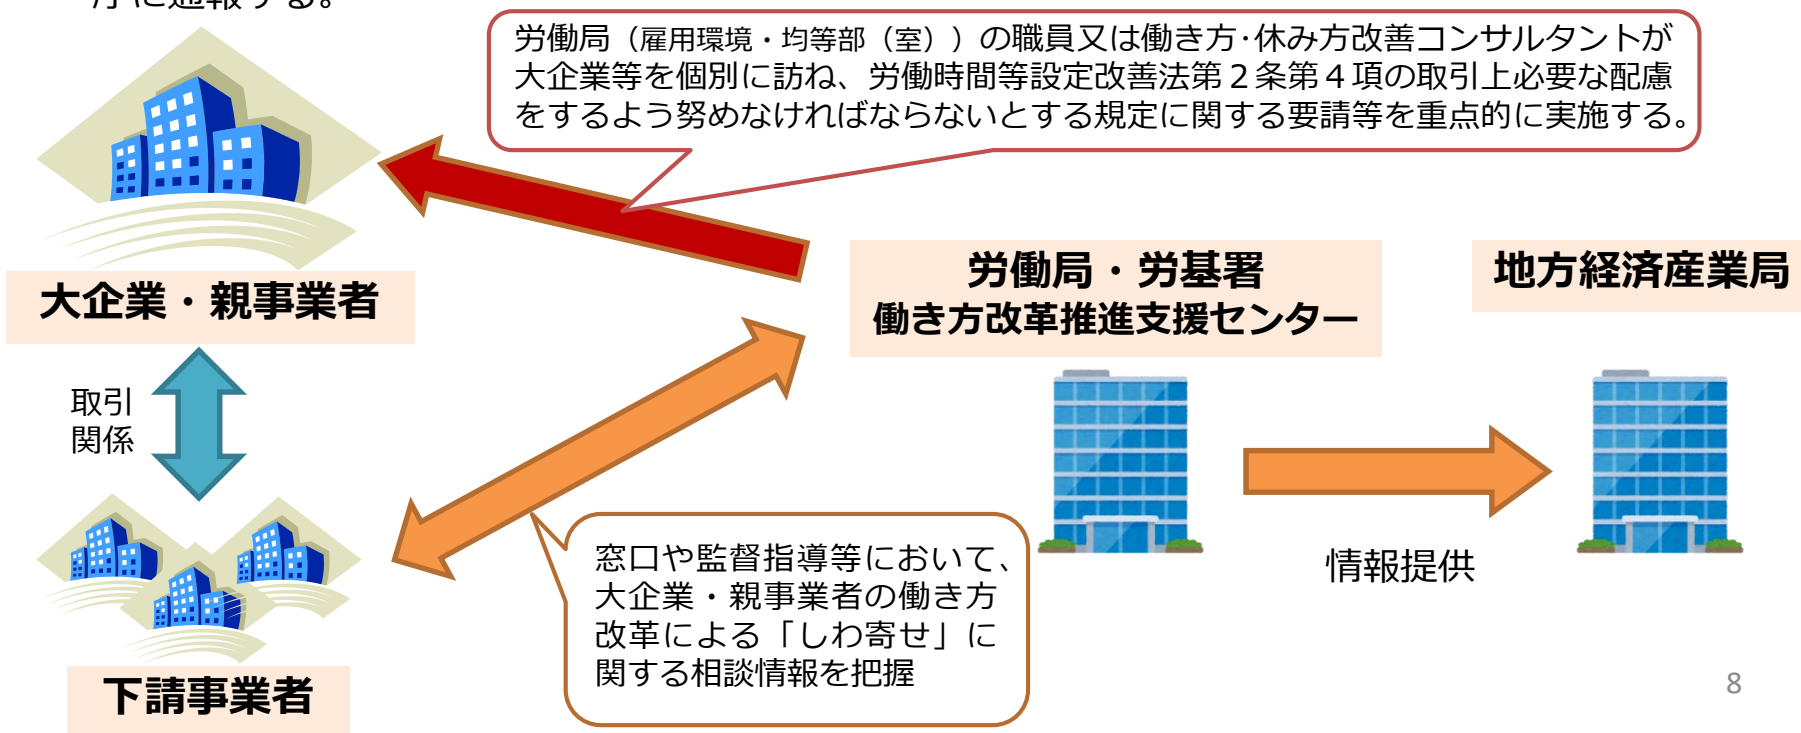 庁に通報する。
労働局（雇用環境・均等部（室））の職員又は働き方・休み方改善コンサルタントが
大企業等を個別に訪ね、労働時間等設定改善法第２条第４項の取引上必要な配慮
をするよう努めなければならないとする規定に関する要請等を重点的に実施する。
大企業・親事業者
労働局・労基署
働き方改革推進支援センター
地方経済産業局
取引
関係
情報提供
窓口や監督指導等において、
大企業・親事業者の働き方
改革による「しわ寄せ」に
関する相談情報を把握
下請事業者
8